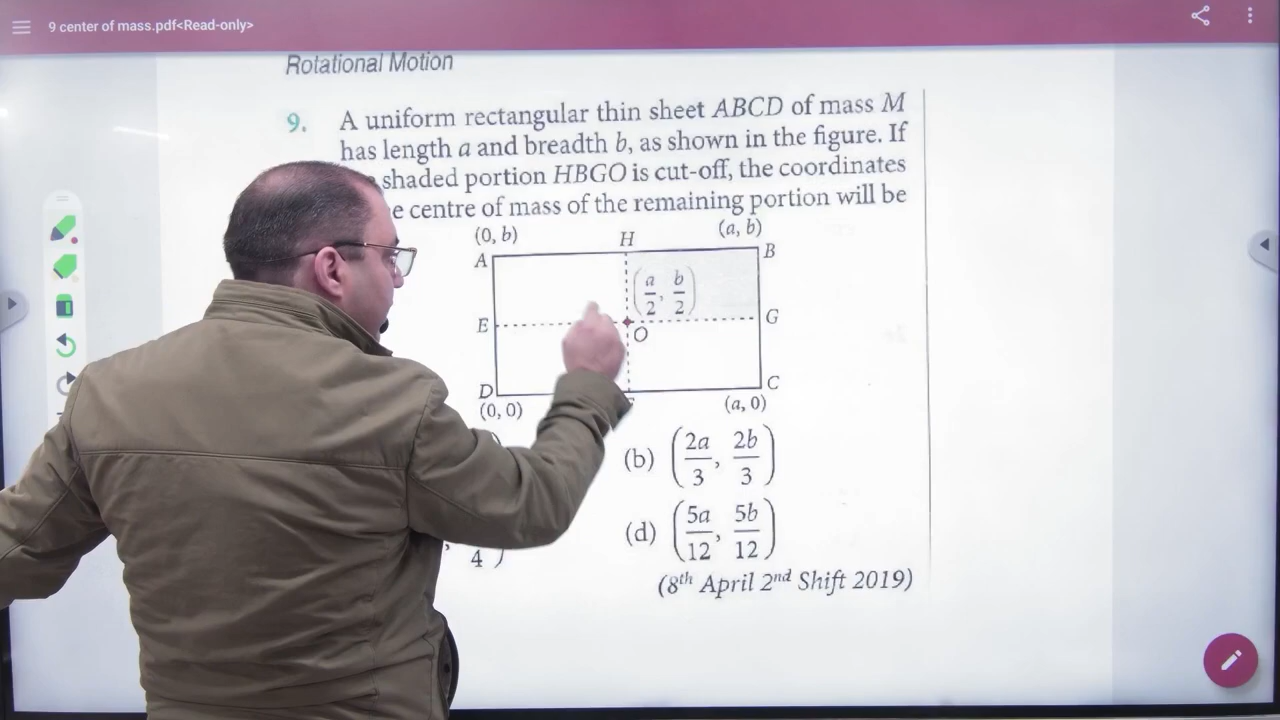 9 center of mass.pdf<Read-only>
Rotational Motion
9. A uniform rectangular thin sheet ABCD of mass M
has length a and breadth b, as shown in the figure. If
shaded portion HBGO is cut-off, the coordinates
centre of mass of the remaining portion will be
(0, b) H (a, b)
A B
(a/2, b/2)
E O G
D C
(0, 0) (a, 0)
(b) (2a/3, 2b/3)
(d) (5a/12, 5b/12)
4 )
(8th April 2nd Shift 2019)